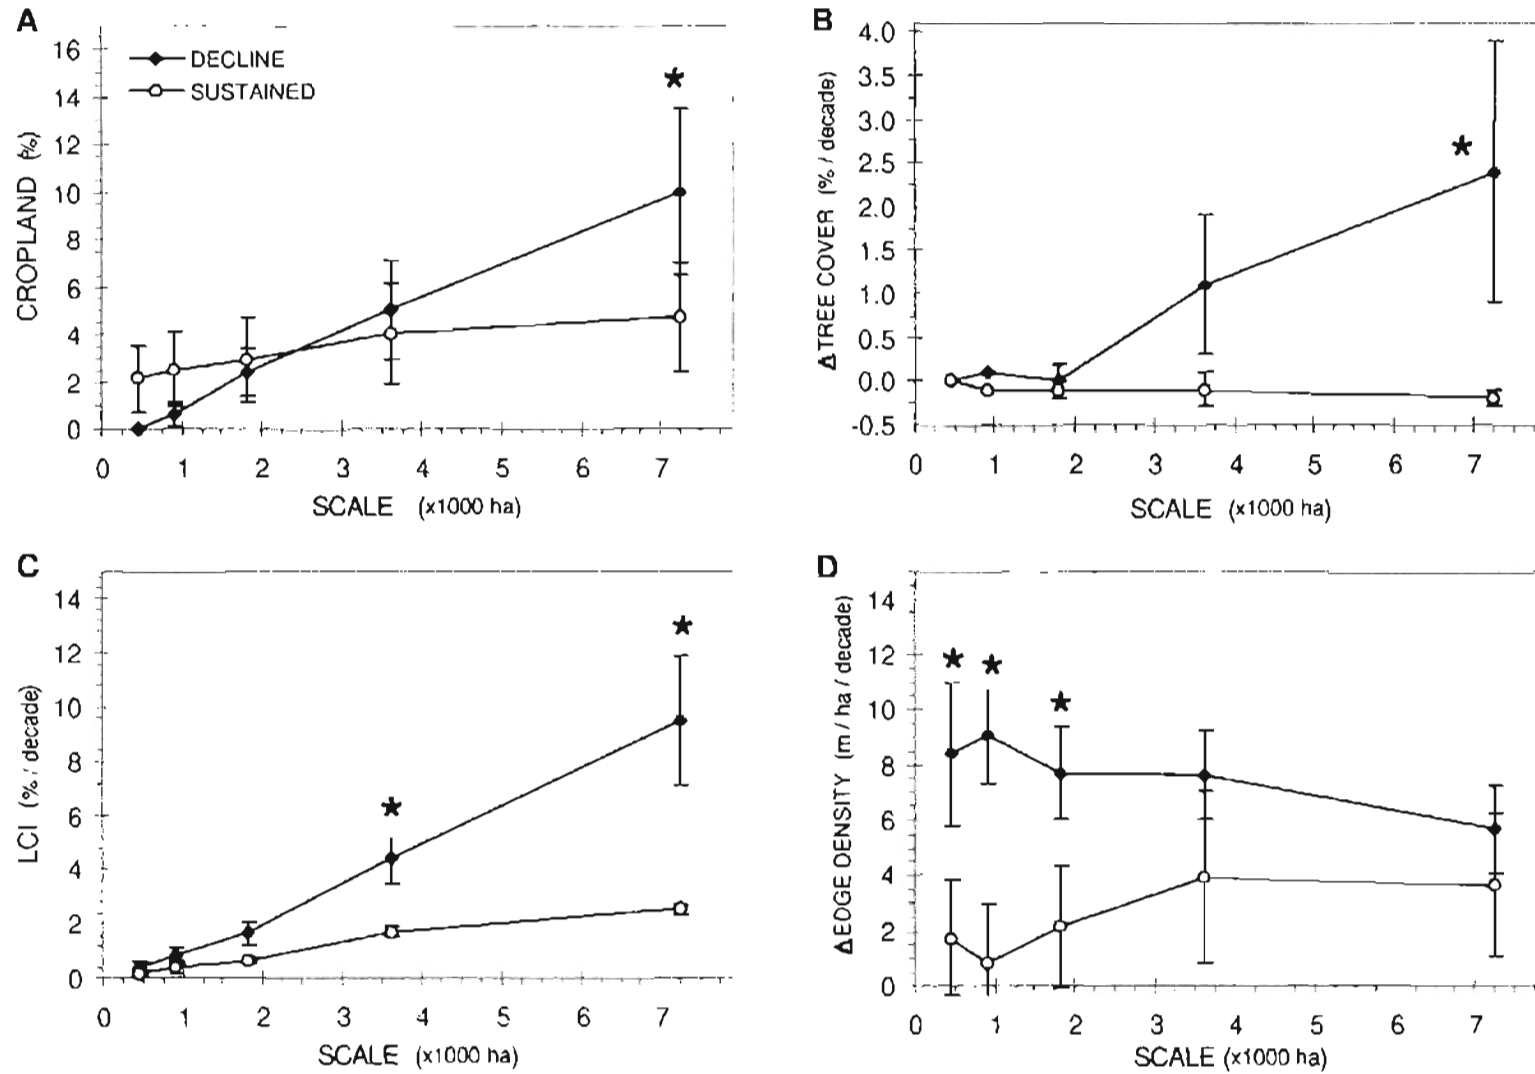 A
CROPLAND (%)
16
14
12
10
8
6
4
2
0
DECLINE
SUSTAINED
★
0 1 2 3 4 5 6 7
SCALE (x1000 ha)
B
ΔTREE COVER (% / decade)
4.0
3.5
3.0
2.5
2.0
1.5
1.0
0.5
0.0
-0.5
★
0 1 2 3 4 5 6 7
SCALE (x1000 ha)
C
LCI (% / decade)
14
12
10
8
6
4
2
0
★
★
0 1 2 3 4 5 6 7
SCALE (x1000 ha)
D
ΔEDGE DENSITY (m / ha / decade)
14
12
10
8
6
4
2
0
★ ★
★
0 1 2 3 4 5 6 7
SCALE (x1000 ha)